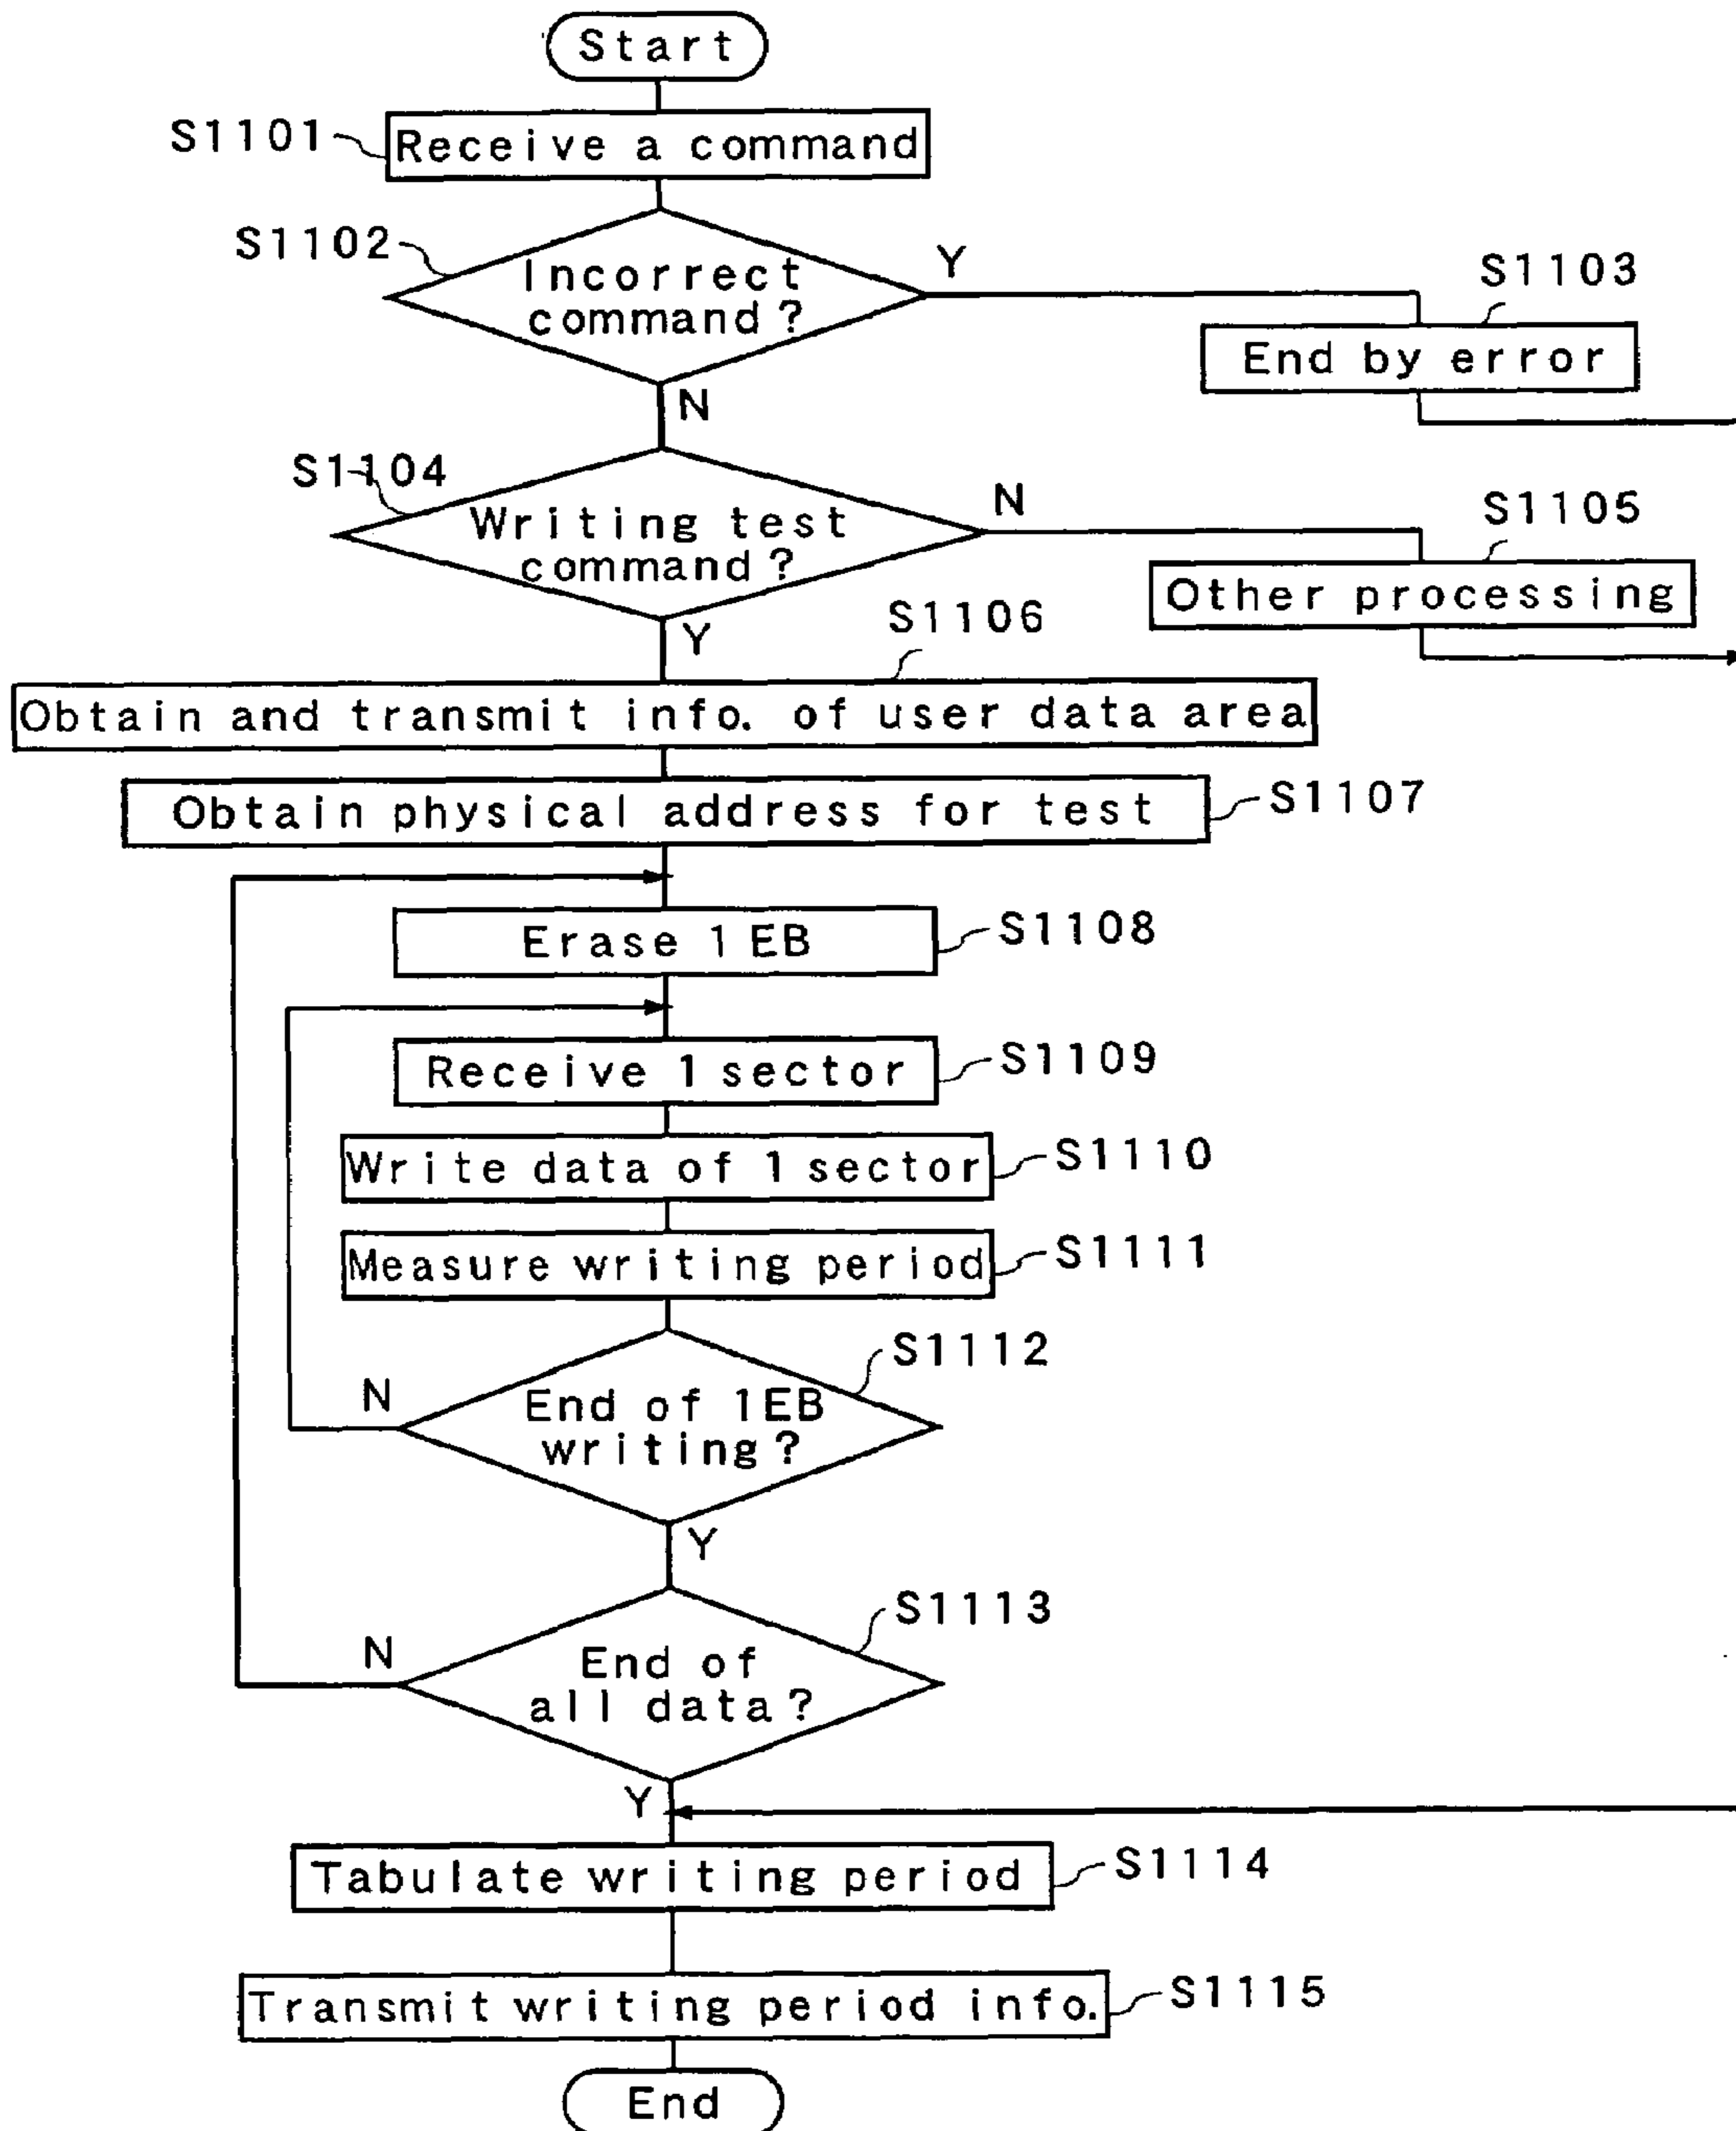 Start
S1101
Receive a command
S1102
Incorrect
command?
Y
N
S1103
End by error
S1104
Writing test
command?
N
Y
S1105
Other processing
S1106
Obtain and transmit info. of user data area
Obtain physical address for test
S1107
Erase 1EB
S1108
Receive 1 sector
S1109
Write data of 1 sector
S1110
Measure writing period
S1111
S1112
End of 1EB
writing?
N
Y
S1113
End of
all data?
N
Y
Tabulate writing period
S1114
Transmit writing period info.
S1115
End